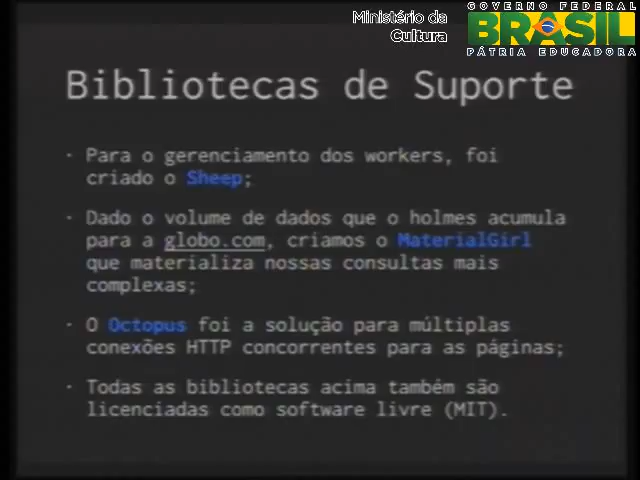 Ministério da
Cultura
GOVERNO FEDERAL
BRASIL
PÁTRIA EDUCADORA
Bibliotecas de Suporte
· Para o gerenciamento dos workers, foi
criado o Sheep;
· Dado o volume de dados que o holmes acumula
para a globo.com, criamos o MaterialGirl
que materializa nossas consultas mais
complexas;
· O Octopus foi a solução para múltiplas
conexões HTTP concorrentes para as páginas;
· Todas as bibliotecas acima também são
licenciadas como software livre (MIT).